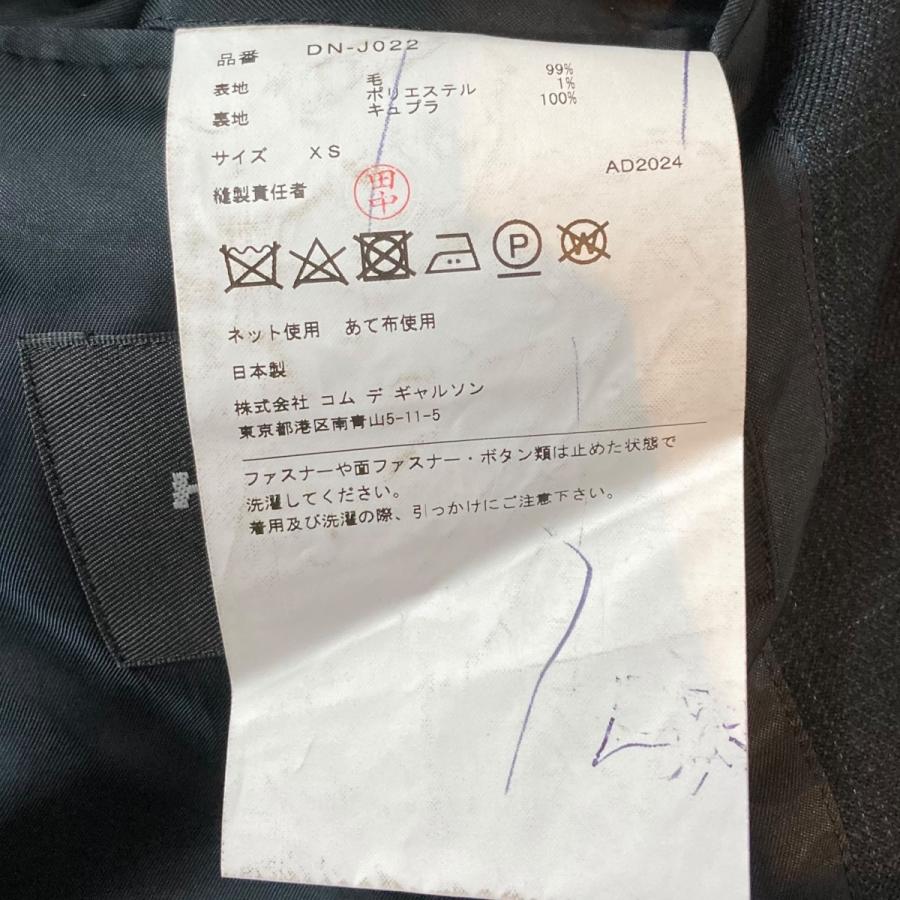 品番 DN-J022
表地 毛 99%
ポリエステル 1%
裏地 キュプラ 100%
サイズ XS
AD2024
縫製責任者 田中
P W
ネット使用 あて布使用
日本製
株式会社 コム デ ギャルソン
東京都港区南青山5-11-5
ファスナーや面ファスナー・ボタン類は止めた状態で
洗濯してください。
着用及び洗濯の際、引っかけにご注意下さい。